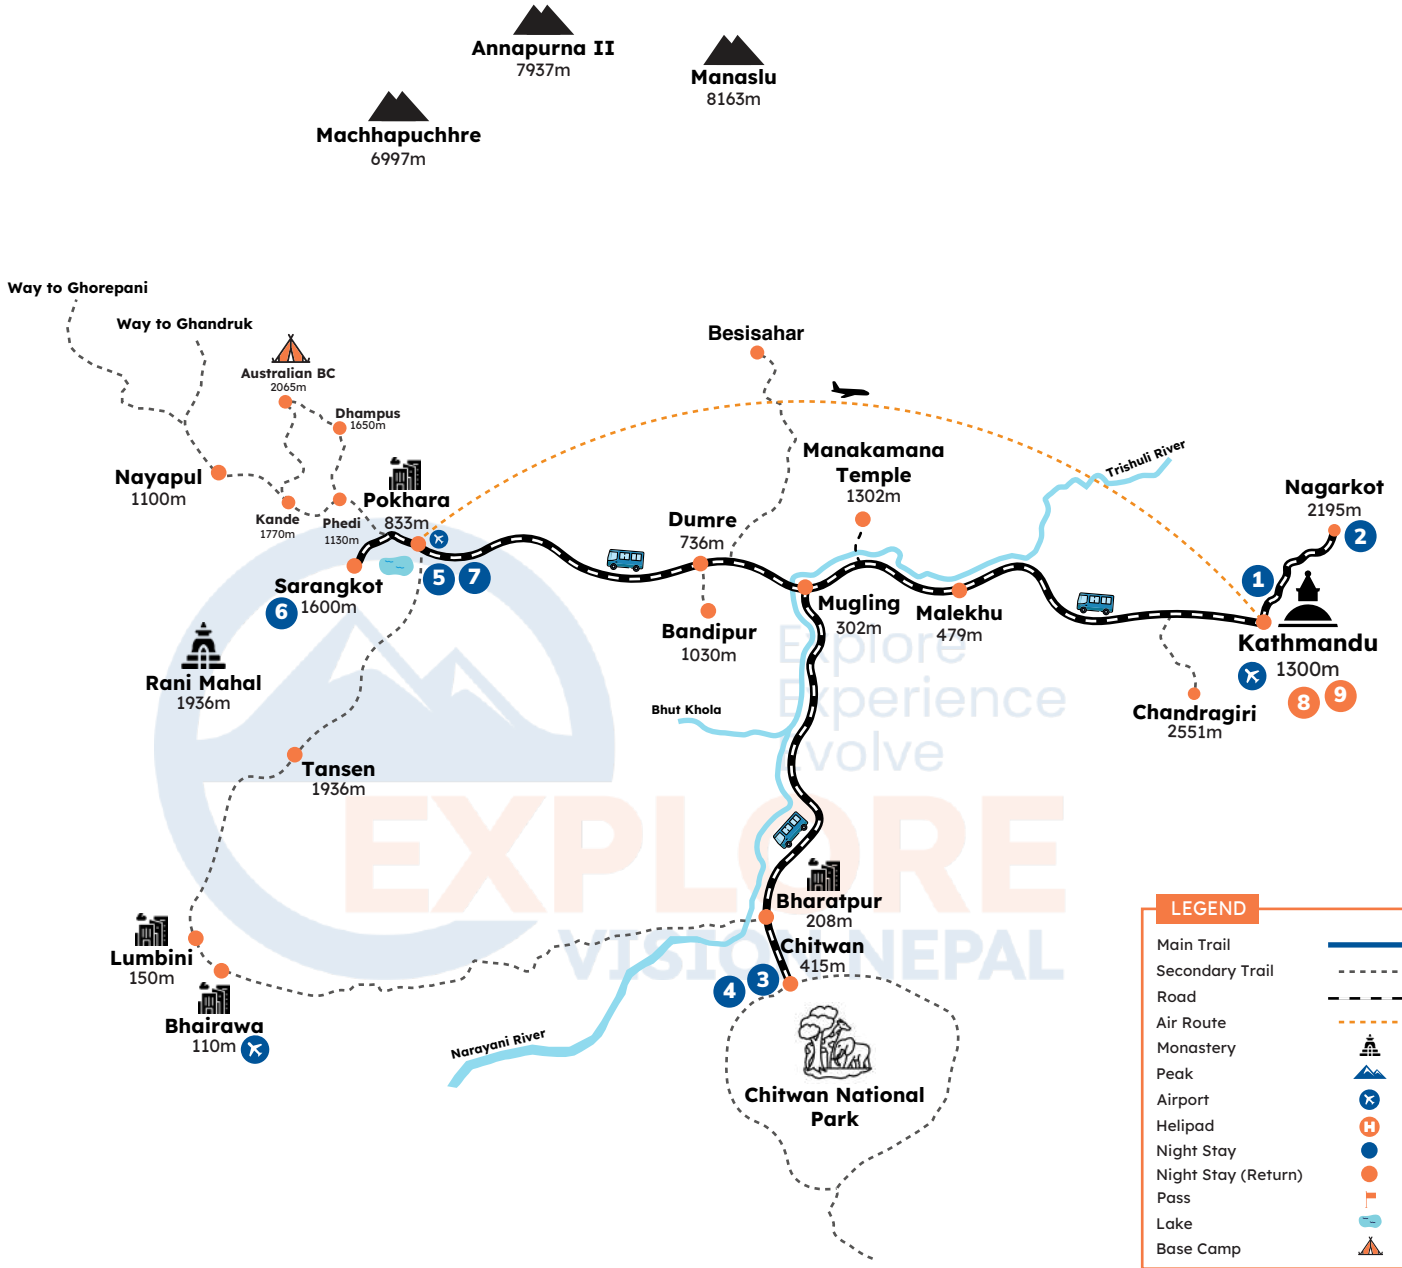 Annapurna II
7937m
Manaslu
8163m
Machhapuchhre
6997m
Way to Ghorepani
Way to Ghandruk
Australian BC
2065m
Dhampus
1650m
Besisahar
Nayapul
1100m
Kande
1770m
Phedi
1130m
Pokhara
833m
Sarangkot
1600m
5
7
6
Dumre
736m
Bandipur
1030m
Manakamana
Temple
1302m
Trishuli River
Mugling
302m
Malekhu
479m
Nagarkot
2195m
2
1
Kathmandu
1300m
8
9
Chandragiri
2551m
Rani Mahal
1936m
Tansen
1936m
Bhut Khola
Explore
Experience
Evolve
EXPLORE
VISION NEPAL
Lumbini
150m
Bhairawa
110m
Bharatpur
208m
Chitwan
415m
4
3
Narayani River
Chitwan National
Park
LEGEND
Main Trail
Secondary Trail
Road
Air Route
Monastery
Peak
Airport
Helipad
H
Night Stay
Night Stay (Return)
Pass
Lake
Base Camp